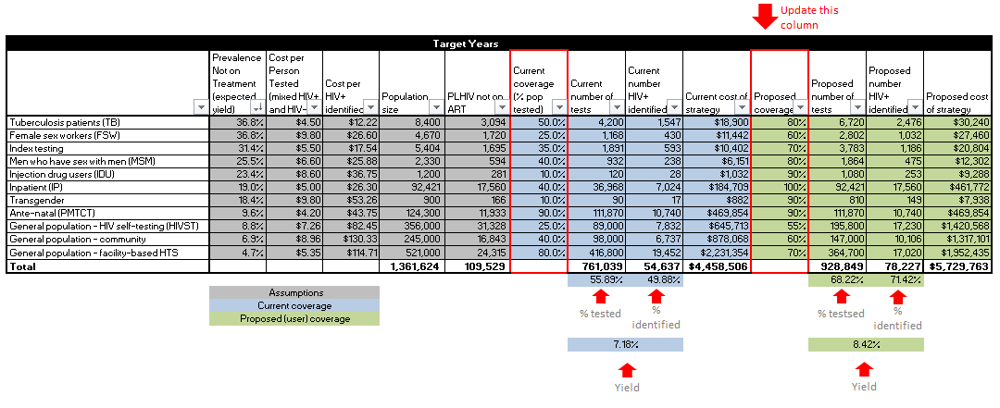 Update this
column
Target Years
Prevalence Not on Treatment (expected yield) Cost per Person Tested (mixed HIV+ and HIV- Cost per HIV+ identified Population size PLHIV not on ART Current coverage (% pop tested) Current number of tests Current number HIV+ identified Current cost of strategy Proposed coverage Proposed number of tests Proposed number HIV+ identified Proposed cost of strategy
Tuberculosis patients (TB) 36.8% $4.50 $12.22 8,400 3,094 50.0% 4,200 1,547 $18,900 80% 6,720 2,476 $30,240
Female sex workers (FSW) 36.8% $9.80 $26.60 4,670 1,720 25.0% 1,168 430 $11,442 60% 2,802 1,032 $27,460
Index testing 31.4% $5.50 $17.54 5,404 1,695 35.0% 1,891 593 $10,402 70% 3,783 1,186 $20,804
Men who have sex with men (MSM) 25.5% $6.60 $25.88 2,330 594 40.0% 932 238 $6,151 80% 1,864 475 $12,302
Injection drug users (IDU) 23.4% $8.60 $36.75 1,200 281 10.0% 120 28 $1,032 90% 1,080 253 $9,288
Inpatient (IP) 19.0% $5.00 $26.30 92,421 17,560 40.0% 36,968 7,024 $184,709 100% 92,421 17,560 $461,772
Transgender 18.4% $9.80 $53.26 900 166 10.0% 90 17 $882 90% 810 149 $7,938
Ante-natal (PMTCT) 9.6% $4.20 $43.75 124,300 11,933 90.0% 111,870 10,740 $469,854 90% 111,870 10,740 $469,854
General population - HIV self-testing (HIVST) 8.8% $7.26 $82.45 356,000 31,328 25.0% 89,000 7,832 $645,713 55% 195,800 17,230 $1,420,568
General population - community 6.9% $8.96 $130.33 245,000 16,843 40.0% 98,000 6,737 $878,068 60% 147,000 10,106 $1,317,101
General population - facility-based HTS 4.7% $5.35 $114.71 521,000 24,315 80.0% 416,800 19,452 $2,231,354 70% 364,700 17,020 $1,952,435
Total 1,361,624 109,529 761,039 54,637 $4,458,506 928,849 78,227 $5,729,763
55.89% 49.88% 68.22% 71.42%
Assumptions
Current coverage
Proposed (user) coverage
% tested % identified % testsed % identified
7.18% 8.42%
Yield Yield